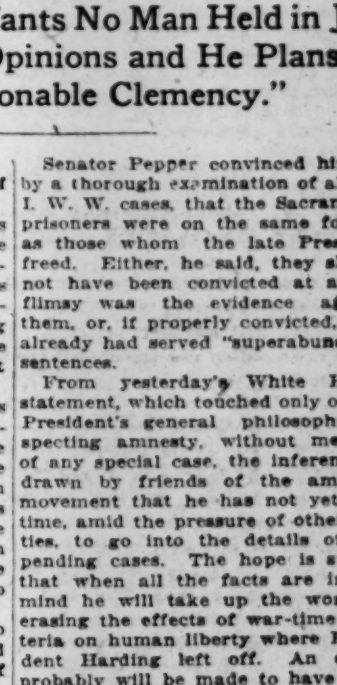 ants No Man Held in J
Opinions and He Plans
onable Clemency."
Senator Pepper convinced hi
by a thorough examination of a
I. W. W. cases, that the Sacra
prisoners were on the same fo
as those whom the late Pres
freed. Either, he said, they s
not have been convicted at a
flimsy was the evidence ag
them, or, if properly convicted,
already had served "superabun
sentences.
From yesterday's White H
statement, which touched only o
President's general philosoph
specting amnesty, without me
of any special case, the inferen
drawn by friends of the am
movement that he has not yet
time, amid the pressure of othe
ties, to go into the details o
pending cases. The hope is e
that when all the facts are i
mind he will take up the wor
erasing the effects of war-time
teria on human liberty where P
dent Harding left off. An
probably will be made to have